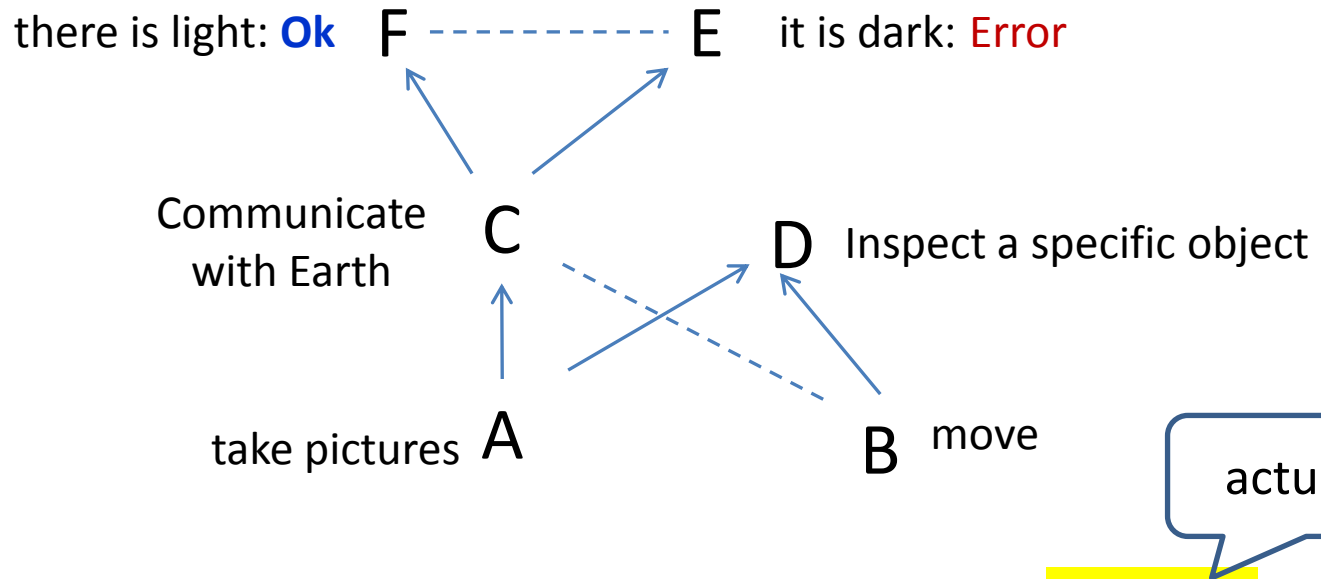 there is light: Ok F E it is dark: Error
Communicate
with Earth
C
D Inspect a specific object
take pictures A
B move